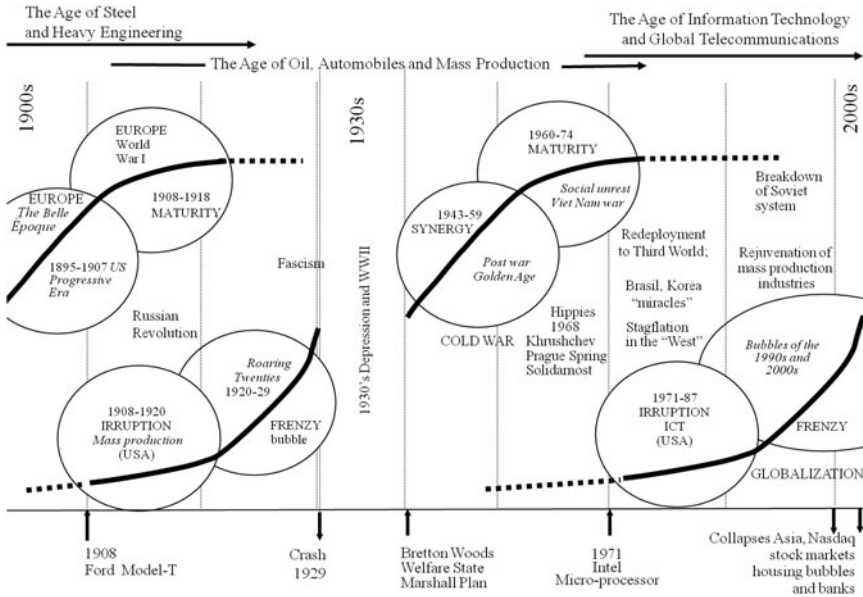 The Age of Steel
and Heavy Engineering
The Age of Information Technology
and Global Telecommunications
The Age of Oil, Automobiles and Mass Production
1900s
1930s
2000s
EUROPE
World
War I
1908-1918
MATURITY
EUROPE
The Belle
Époque
1895-1907 US
Progressive
Era
Russian
Revolution
Fascism
1930's Depression and WWII
Roaring
Twenties
1920-29
FRENZY
bubble
1908-1920
IRRUPTION
Mass production
(USA)
1960-74
MATURITY
Social unrest
Viet Nam war
1943-59
SYNERGY
Post war
Golden Age
COLD WAR
Hippies
1968
Khrushchev
Prague Spring
Solidarnost
Redeployment
to Third World;
Brasil, Korea
"miracles"
Stagflation
in the "West"
Breakdown
of Soviet
system
Rejuvenation of
mass production
industries
Bubbles of the
1990s and
2000s
FRENZY
1971-87
IRRUPTION
ICT
(USA)
GLOBALIZATION
1908
Ford Model-T
Crash
1929
Bretton Woods
Welfare State
Marshall Plan
1971
Intel
Micro-processor
Collapses Asia, Nasdaq
stock markets
housing bubbles
and banks